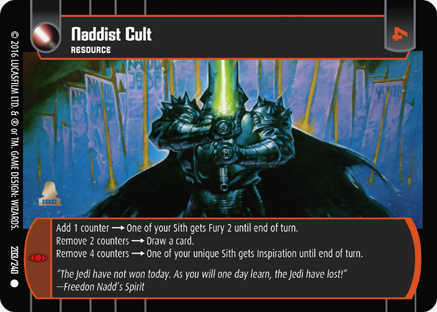 Naddist Cult
RESOURCE
4
© 2016 LUCASFILM LTD. & ® or TM. GAME DESIGN: WIZARDS.
202/240
100
Add 1 counter → One of your Sith gets Fury 2 until end of turn.
Remove 2 counters → Draw a card.
Remove 4 counters → One of your unique Sith gets Inspiration until end of turn.
"The Jedi have not won today. As you will one day learn, the Jedi have lost!"
—Freedon Nadd's Spirit